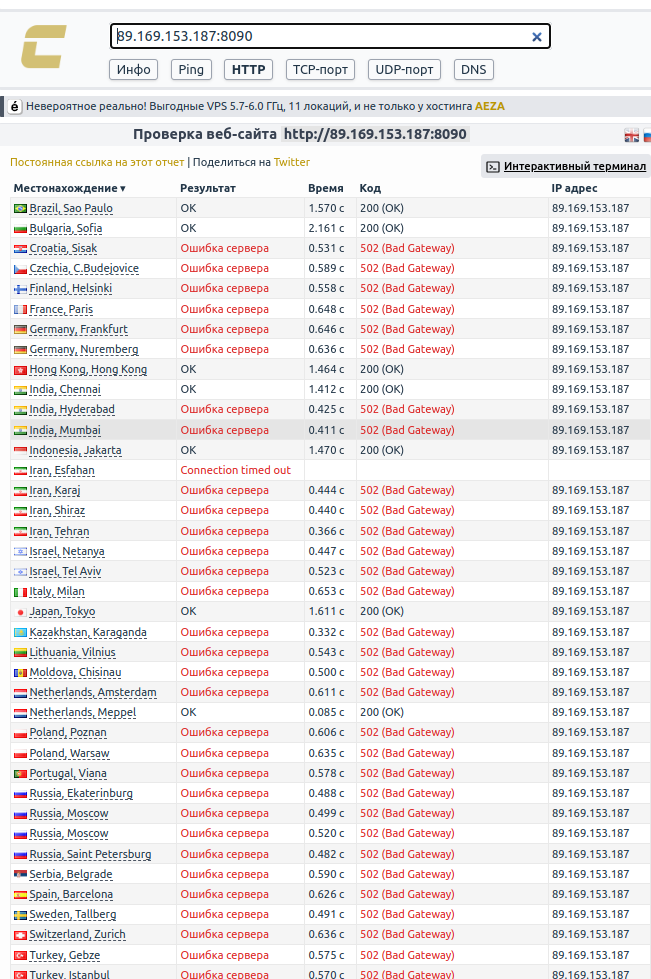 89.169.153.187:8090 ×
Инфо Ping HTTP TCP-порт UDP-порт DNS
é Невероятное реально! Выгодные VPS 5.7-6.0 ГГц, 11 локаций, и не только у хостинга AEZA
Проверка веб-сайта http://89.169.153.187:8090
Постоянная ссылка на этот отчет | Поделиться на Twitter
Интерактивный терминал
Местонахождение▼ Результат Время Код IP адрес
Brazil, Sao Paulo OK 1.570 с 200 (OK) 89.169.153.187
Bulgaria, Sofia OK 2.161 с 200 (OK) 89.169.153.187
Croatia, Sisak Ошибка сервера 0.531 с 502 (Bad Gateway) 89.169.153.187
Czechia, C.Budejovice Ошибка сервера 0.589 с 502 (Bad Gateway) 89.169.153.187
Finland, Helsinki Ошибка сервера 0.558 с 502 (Bad Gateway) 89.169.153.187
France, Paris Ошибка сервера 0.648 с 502 (Bad Gateway) 89.169.153.187
Germany, Frankfurt Ошибка сервера 0.646 с 502 (Bad Gateway) 89.169.153.187
Germany, Nuremberg Ошибка сервера 0.636 с 502 (Bad Gateway) 89.169.153.187
Hong Kong, Hong Kong OK 1.464 с 200 (OK) 89.169.153.187
India, Chennai OK 1.412 с 200 (OK) 89.169.153.187
India, Hyderabad Ошибка сервера 0.425 с 502 (Bad Gateway) 89.169.153.187
India, Mumbai Ошибка сервера 0.411 с 502 (Bad Gateway) 89.169.153.187
Indonesia, Jakarta OK 1.470 с 200 (OK) 89.169.153.187
Iran, Esfahan Connection timed out
Iran, Karaj Ошибка сервера 0.444 с 502 (Bad Gateway) 89.169.153.187
Iran, Shiraz Ошибка сервера 0.440 с 502 (Bad Gateway) 89.169.153.187
Iran, Tehran Ошибка сервера 0.366 с 502 (Bad Gateway) 89.169.153.187
Israel, Netanya Ошибка сервера 0.447 с 502 (Bad Gateway) 89.169.153.187
Israel, Tel Aviv Ошибка сервера 0.523 с 502 (Bad Gateway) 89.169.153.187
Italy, Milan Ошибка сервера 0.653 с 502 (Bad Gateway) 89.169.153.187
Japan, Tokyo OK 1.611 с 200 (OK) 89.169.153.187
Kazakhstan, Karaganda Ошибка сервера 0.332 с 502 (Bad Gateway) 89.169.153.187
Lithuania, Vilnius Ошибка сервера 0.543 с 502 (Bad Gateway) 89.169.153.187
Moldova, Chisinau Ошибка сервера 0.500 с 502 (Bad Gateway) 89.169.153.187
Netherlands, Amsterdam Ошибка сервера 0.611 с 502 (Bad Gateway) 89.169.153.187
Netherlands, Meppel OK 0.085 с 200 (OK) 89.169.153.187
Poland, Poznan Ошибка сервера 0.606 с 502 (Bad Gateway) 89.169.153.187
Poland, Warsaw Ошибка сервера 0.635 с 502 (Bad Gateway) 89.169.153.187
Portugal, Viana Ошибка сервера 0.578 с 502 (Bad Gateway) 89.169.153.187
Russia, Ekaterinburg Ошибка сервера 0.488 с 502 (Bad Gateway) 89.169.153.187
Russia, Moscow Ошибка сервера 0.499 с 502 (Bad Gateway) 89.169.153.187
Russia, Moscow Ошибка сервера 0.520 с 502 (Bad Gateway) 89.169.153.187
Russia, Saint Petersburg Ошибка сервера 0.482 с 502 (Bad Gateway) 89.169.153.187
Serbia, Belgrade Ошибка сервера 0.590 с 502 (Bad Gateway) 89.169.153.187
Spain, Barcelona Ошибка сервера 0.626 с 502 (Bad Gateway) 89.169.153.187
Sweden, Tallberg Ошибка сервера 0.491 с 502 (Bad Gateway) 89.169.153.187
Switzerland, Zurich Ошибка сервера 0.636 с 502 (Bad Gateway) 89.169.153.187
Turkey, Gebze Ошибка сервера 0.575 с 502 (Bad Gateway) 89.169.153.187
Turkey, Istanbul Ошибка сервера 0.570 с 502 (Bad Gateway) 89.169.153.187